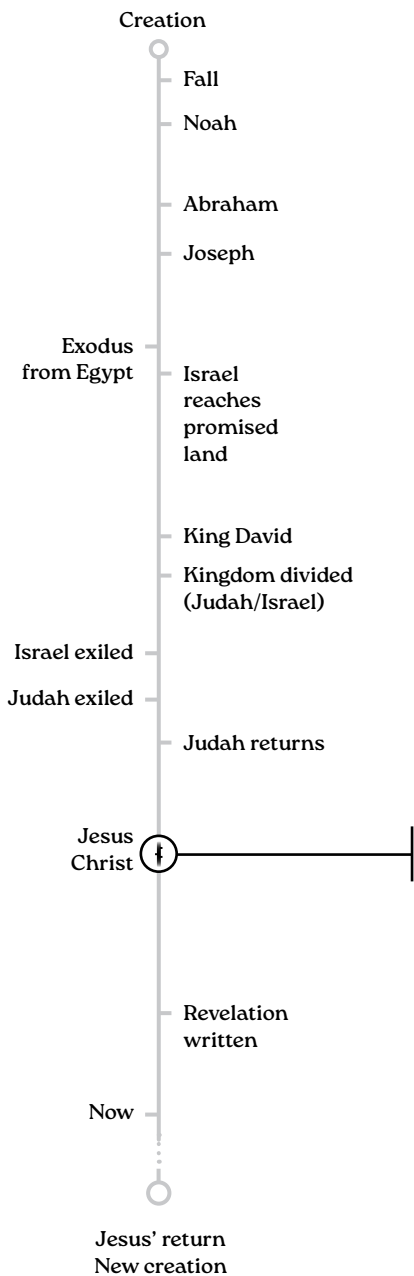 Creation
Fall
Noah
Abraham
Joseph
Exodus
from Egypt
Israel
reaches
promised
land
King David
Kingdom divided
(Judah/Israel)
Israel exiled
Judah exiled
Judah returns
Jesus
Christ
Revelation
written
Now
Jesus’ return
New creation